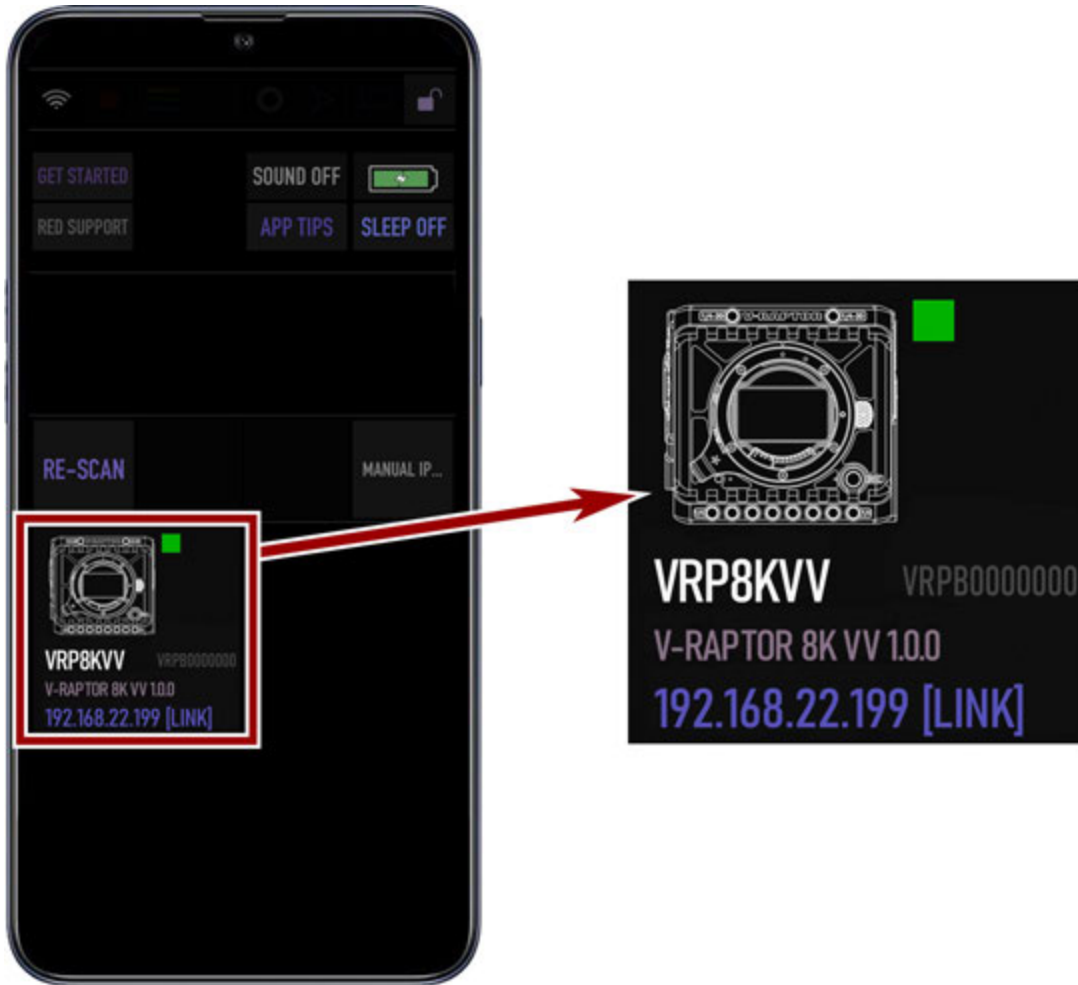 GET STARTED
SOUND OFF
RED SUPPORT
APP TIPS
SLEEP OFF
RE-SCAN
MANUAL IP...
VRP8KVV VRPB0000000
V-RAPTOR 8K VV 1.0.0
192.168.22.199 [LINK]
V-RAPTOR
VRP8KVV VRPB0000000
V-RAPTOR 8K VV 1.0.0
192.168.22.199 [LINK]